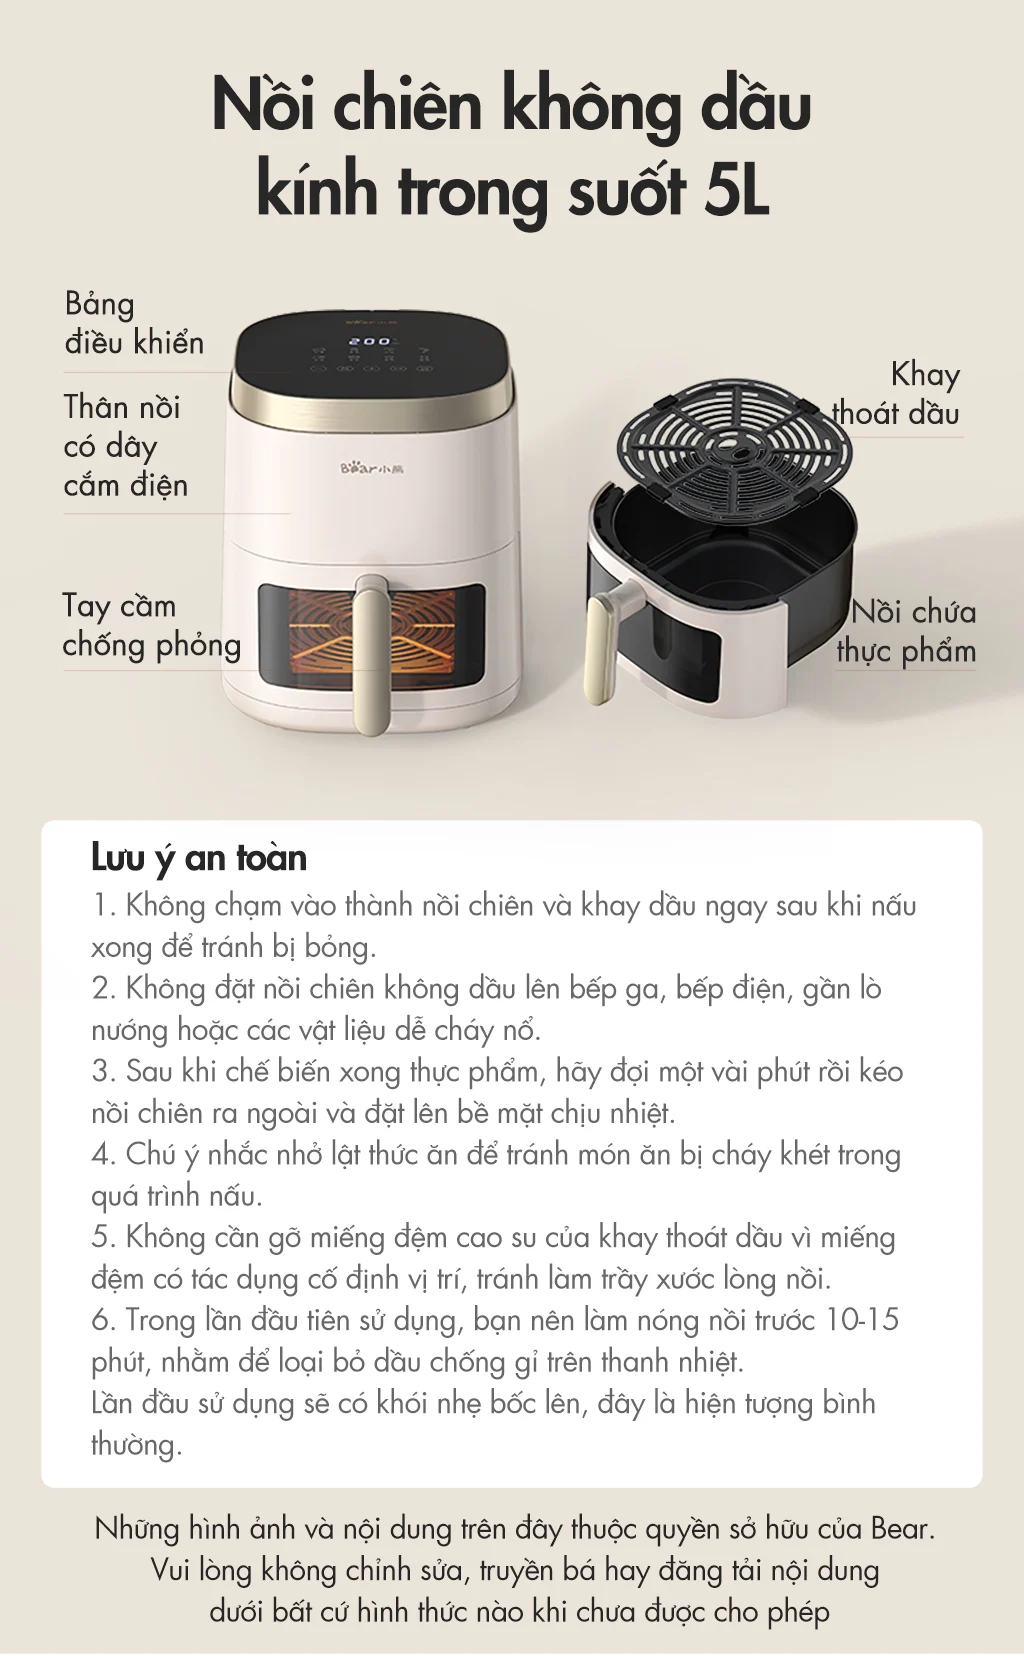 Nồi chiên không dầu
kính trong suốt 5L
Bảng
điều khiển
Thân nồi
có dây
cắm điện
Tay cầm
chống phỏng
Khay
thoát dầu
Nồi chứa
thực phẩm
200
Bear小熊
Lưu ý an toàn
1. Không chạm vào thành nồi chiên và khay dầu ngay sau khi nấu
xong để tránh bị bỏng.
2. Không đặt nồi chiên không dầu lên bếp ga, bếp điện, gần lò
nướng hoặc các vật liệu dễ cháy nổ.
3. Sau khi chế biến xong thực phẩm, hãy đợi một vài phút rồi kéo
nồi chiên ra ngoài và đặt lên bề mặt chịu nhiệt.
4. Chú ý nhắc nhở lật thức ăn để tránh món ăn bị cháy khét trong
quá trình nấu.
5. Không cần gỡ miếng đệm cao su của khay thoát dầu vì miếng
đệm có tác dụng cố định vị trí, tránh làm trầy xước lòng nồi.
6. Trong lần đầu tiên sử dụng, bạn nên làm nóng nồi trước 10-15
phút, nhằm để loại bỏ dầu chống gỉ trên thanh nhiệt.
Lần đầu sử dụng sẽ có khói nhẹ bốc lên, đây là hiện tượng bình
thường.
Những hình ảnh và nội dung trên đây thuộc quyền sở hữu của Bear.
Vui lòng không chỉnh sửa, truyền bá hay đăng tải nội dung
dưới bất cứ hình thức nào khi chưa được cho phép